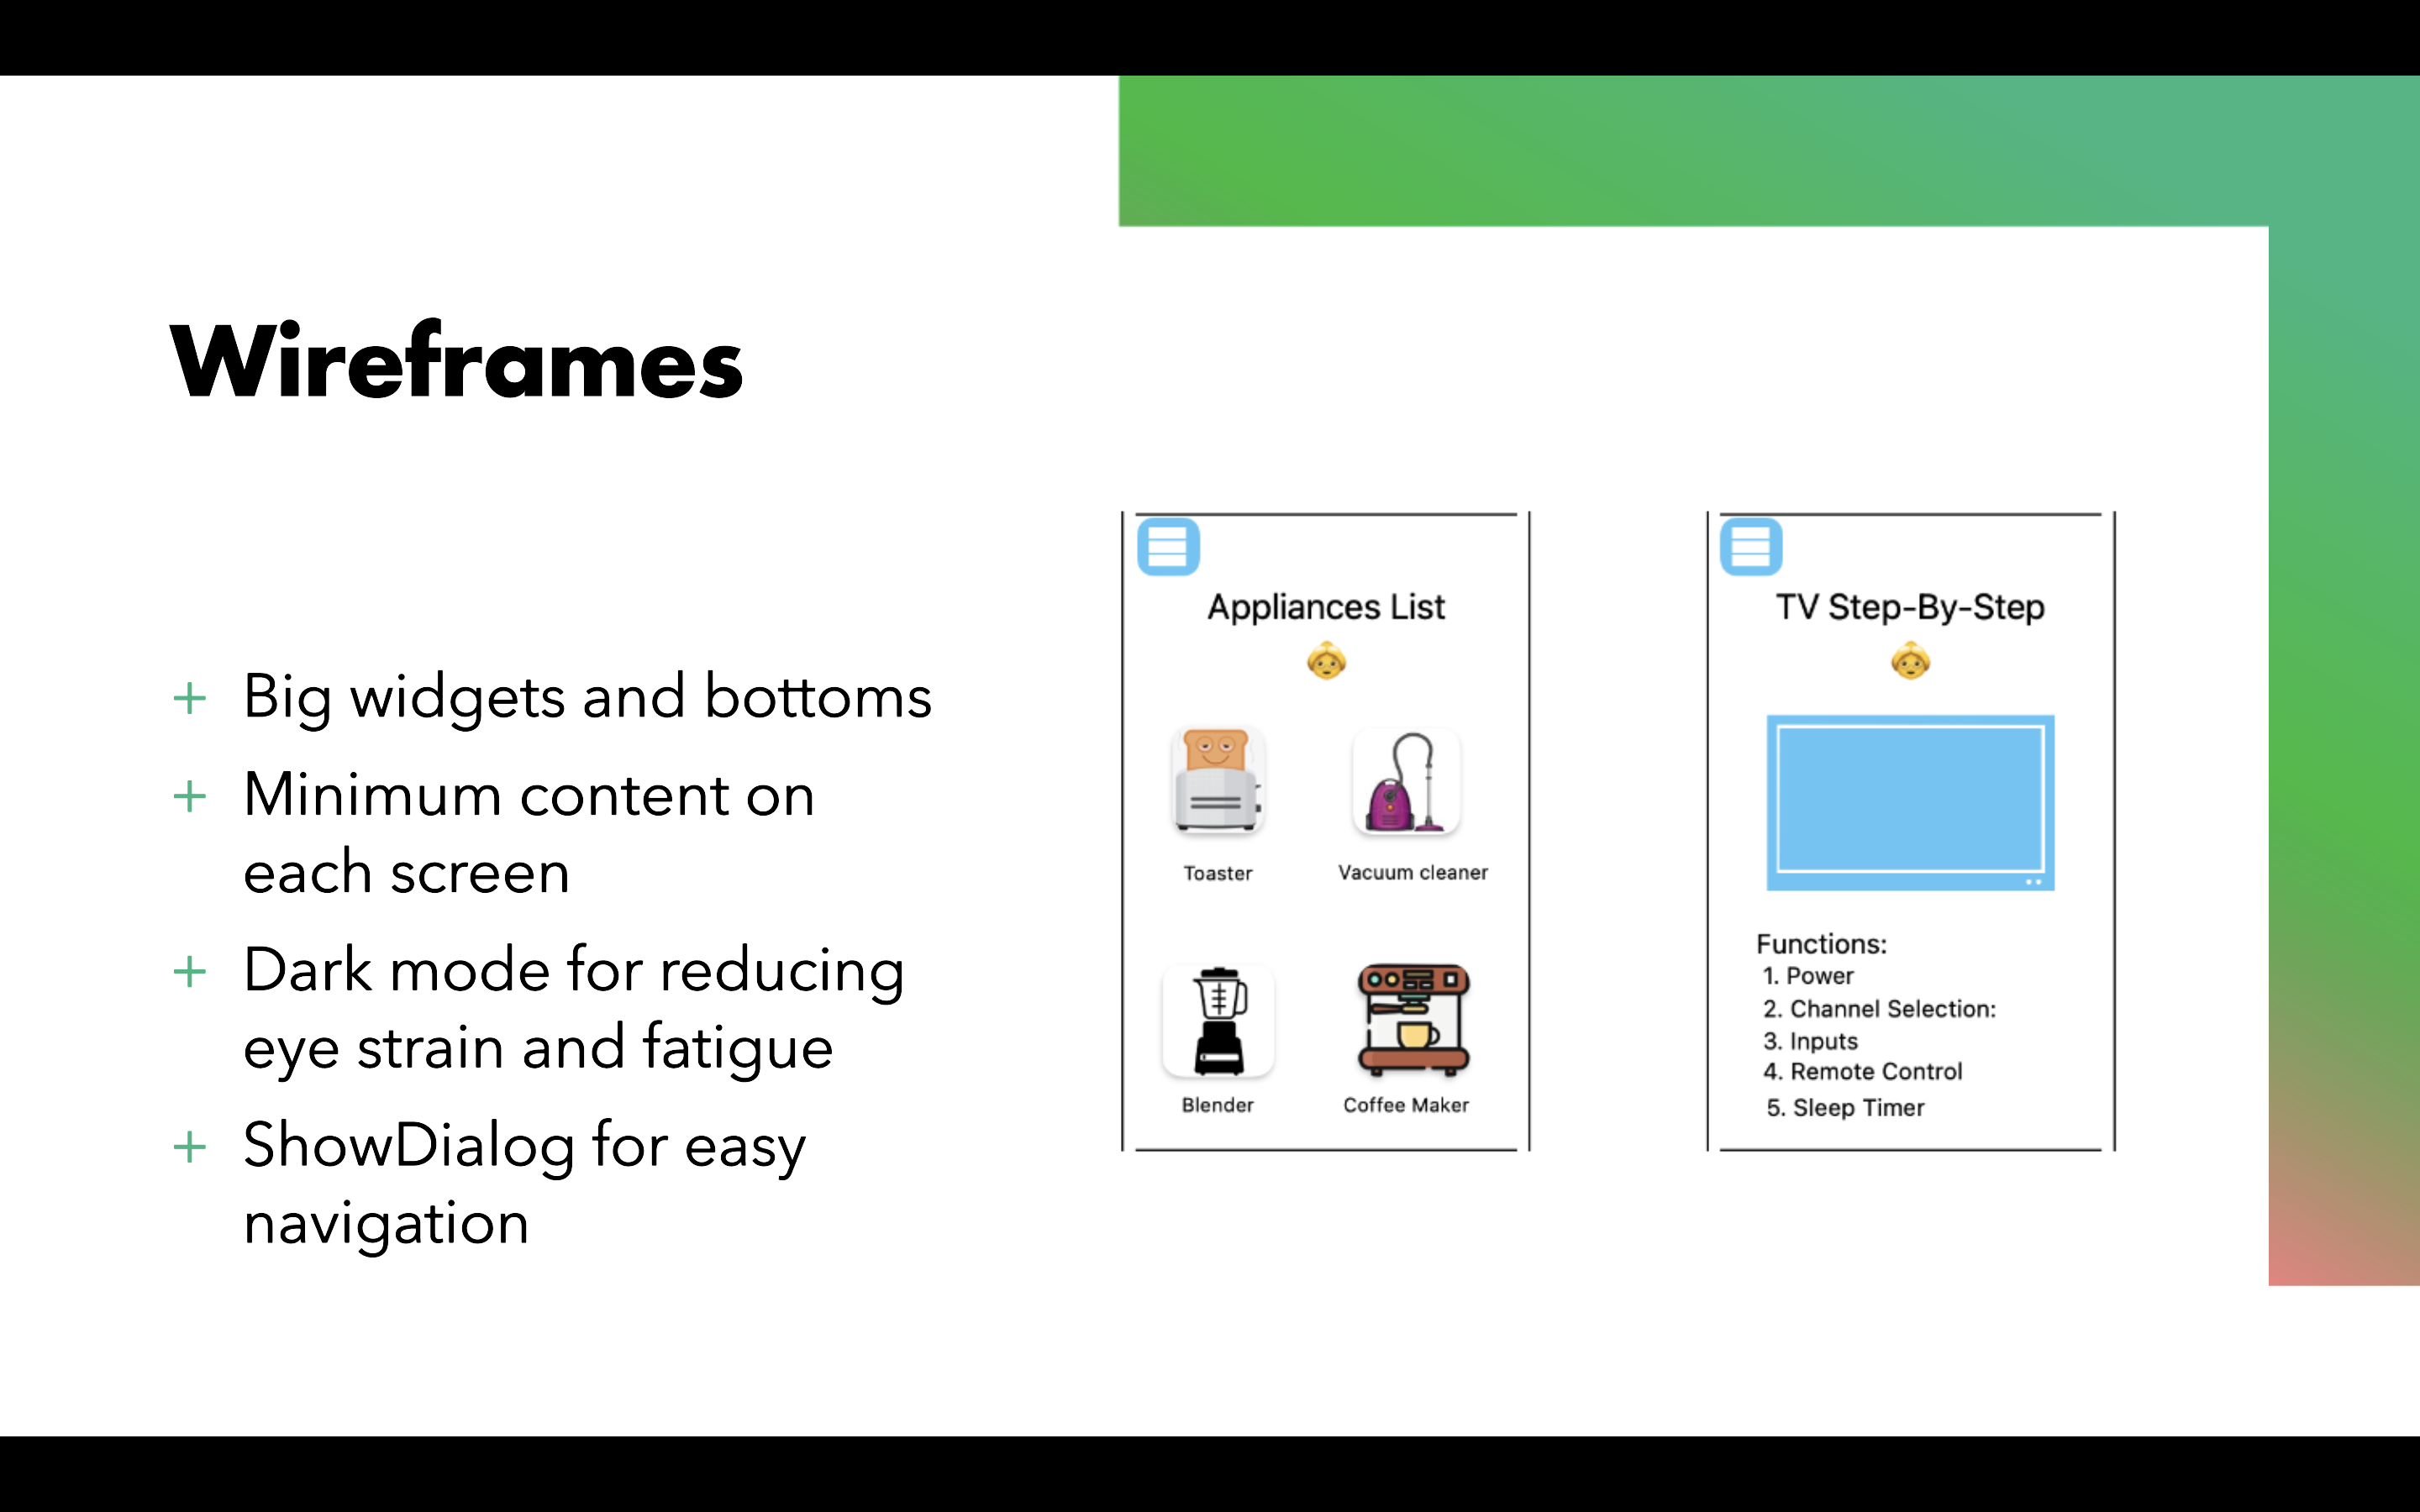 Wireframes
+ Big widgets and bottoms
+ Minimum content on
each screen
+ Dark mode for reducing
eye strain and fatigue
+ ShowDialog for easy
navigation
Appliances List
Toaster
Vacuum cleaner
Blender
Coffee Maker
TV Step-By-Step
Functions:
1. Power
2. Channel Selection:
3. Inputs
4. Remote Control
5. Sleep Timer